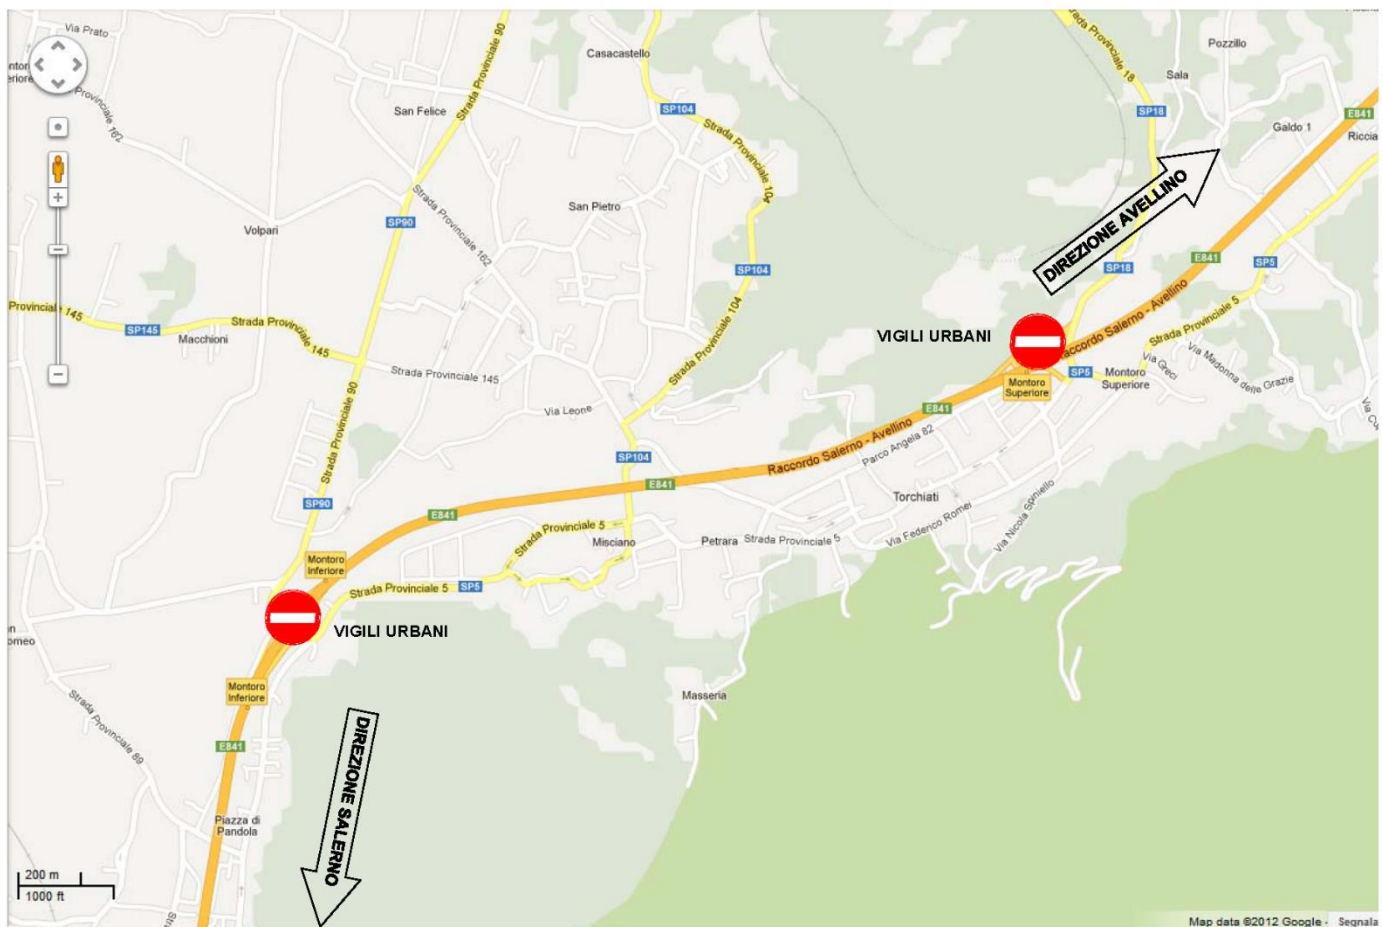 Via Prato
Provinciale 162
Casacastello
Strada Provinciale 90
San Felice
SP104
Strada Provinciale 104
Strada Provinciale 18
SP18
Pozzillo
Sala
E841
Galdo 1
Riccia
SP90
Volpari
Strada Provinciale 162
San Pietro
DIREZIONE AVELLINO
SP104
SP18
E841
SP5
Provinciale 145
SP145
Macchioni
Strada Provinciale 145
Strada Provinciale 145
Strada Provinciale 104
VIGILI URBANI
Raccordo Salerno - Avellino
Strada Provinciale 5
Montoro
Superiore
SP5
Montoro
Superiore
Via Greci
Via Madonna delle Grazie
Strada Provinciale 90
Via Leone
E841
Raccordo Salerno - Avellino
Parco Angela 82
SP104
E841
SP90
E841
Torchiati
Via Federico Romei
Via Nicola Spiniello
Strada Provinciale 5
Misciano
Petrara
Strada Provinciale 5
Montoro
Inferiore
Strada Provinciale 5
SP5
VIGILI URBANI
omeo
Montoro
Inferiore
Masseria
Strada Provinciale 89
E841
DIREZIONE SALERNO
Piazza di
Pandola
200 m
1000 ft
Map data ©2012 Google -
Segnala